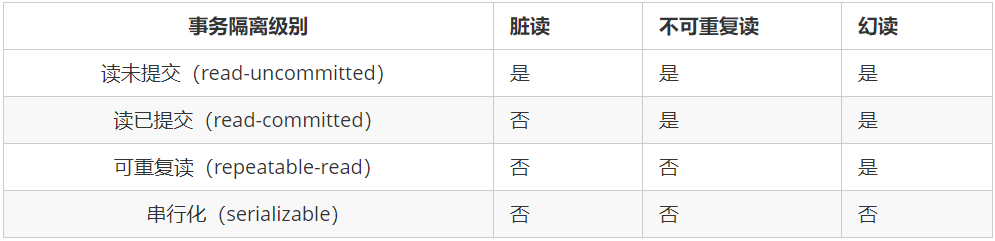 事务隔离级别 脏读 不可重复读 幻读
读未提交（read-uncommitted） 是 是 是
读已提交（read-committed） 否 是 是
可重复读（repeatable-read） 否 否 是
串行化（serializable） 否 否 否